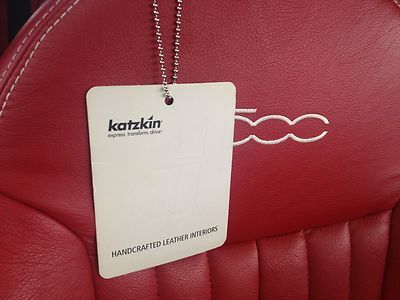 katzkin
express transform drive
500
HANDCRAFTED LEATHER INTERIORS